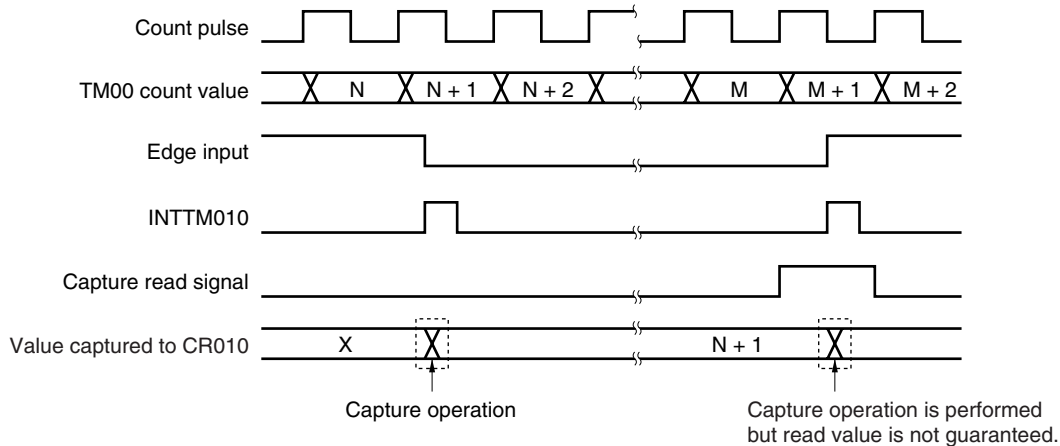 Count pulse
TM00 count value
N
N + 1
N + 2
M
M + 1
M + 2
Edge input
INTTM010
Capture read signal
Value captured to CR010
X
N + 1
Capture operation
Capture operation is performed
but read value is not guaranteed.